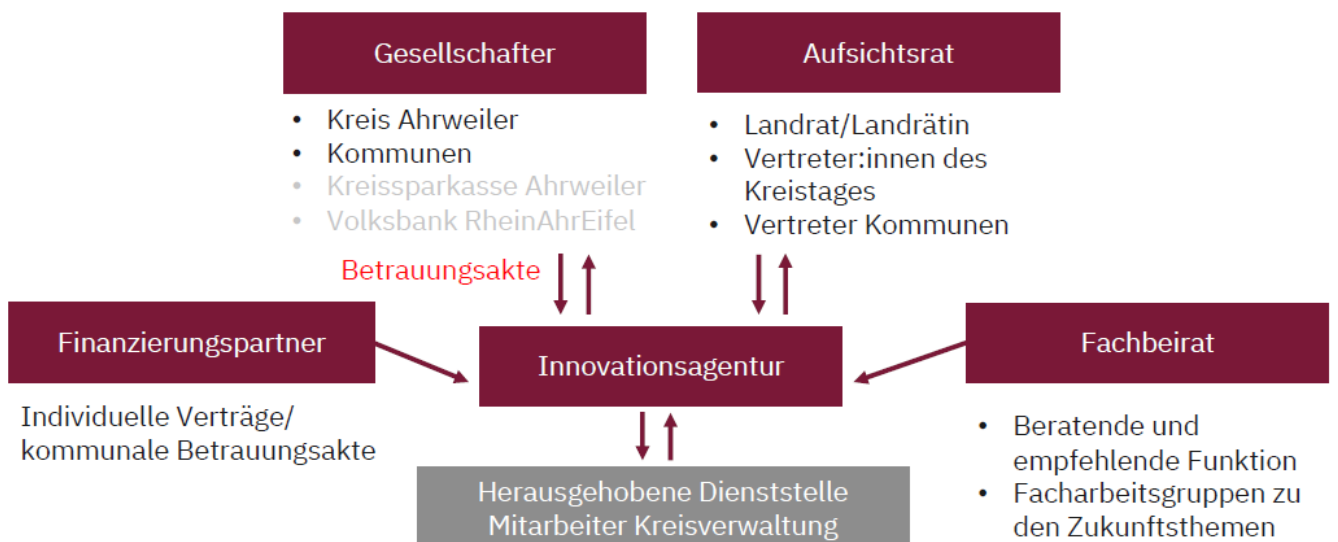 Gesellschafter
• Kreis Ahrweiler
• Kommunen
• Kreissparkasse Ahrweiler
• Volksbank RheinAhrEifel
Aufsichtsrat
• Landrat/Landrätin
• Vertreter:innen des
Kreistages
• Vertreter Kommunen
Betrauungsakte
Finanzierungspartner
Individuelle Verträge/
kommunale Betrauungsakte
Innovationsagentur
Fachbeirat
• Beratende und
empfehlende Funktion
• Facharbeitsgruppen zu
den Zukunftsthemen
Herausgehobene Dienststelle
Mitarbeiter Kreisverwaltung